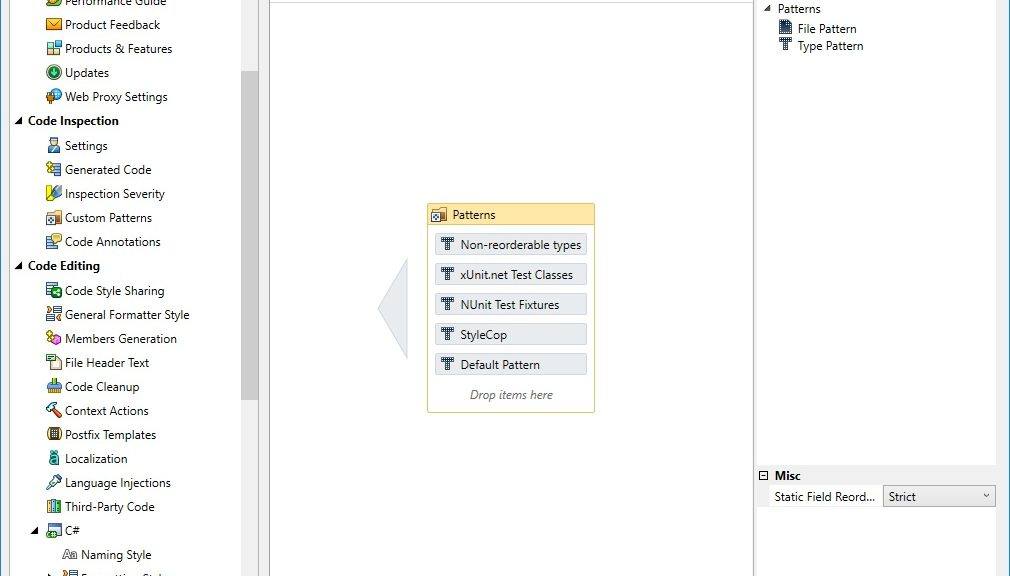 Performance Guide
Product Feedback
Products & Features
Updates
Web Proxy Settings
Code Inspection
Settings
Generated Code
Inspection Severity
Custom Patterns
Code Annotations
Code Editing
Code Style Sharing
General Formatter Style
Members Generation
File Header Text
Code Cleanup
Context Actions
Postfix Templates
Localization
Language Injections
Third-Party Code
C#
Naming Style
Patterns
Non-reorderable types
xUnit.net Test Classes
NUnit Test Fixtures
StyleCop
Default Pattern
Drop items here
Patterns
File Pattern
Type Pattern
Misc
Static Field Reord... Strict